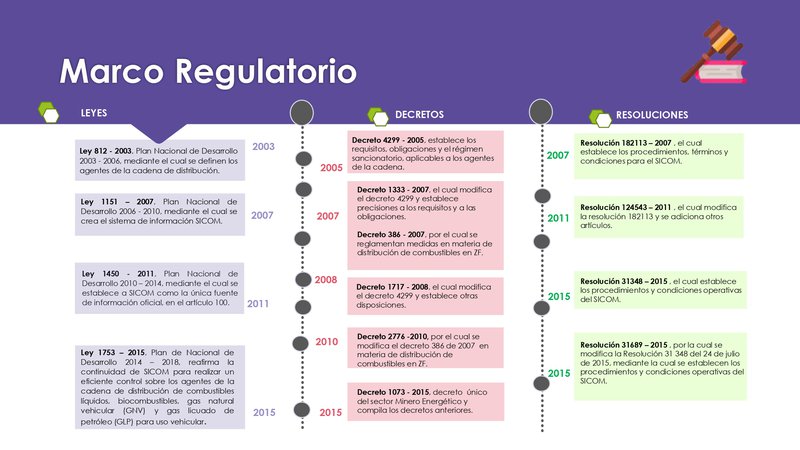 Marco Regulatorio
LEYES
Ley 812 - 2003, Plan Nacional de Desarrollo
2003 - 2006, mediante el cual se definen los
agentes de la cadena de distribución.
2003
Ley 1151 – 2007, Plan Nacional de
Desarrollo 2006 - 2010, mediante el cual se
crea el sistema de información SICOM.
2007
Ley 1450 - 2011, Plan Nacional de
Desarrollo 2010 – 2014, mediante el cual se
establece a SICOM como la única fuente
de información oficial, en el artículo 100.
2011
Ley 1753 – 2015, Plan de Nacional de
Desarrollo 2014 – 2018, reafirma la
continuidad de SICOM para realizar un
eficiente control sobre los agentes de la
cadena de distribución de combustibles
líquidos, biocombustibles, gas natural
vehicular (GNV) y gas licuado de
petróleo (GLP) para uso vehicular.
2015
DECRETOS
Decreto 4299 - 2005, establece los
requisitos, obligaciones y el régimen
sancionatorio, aplicables a los agentes
de la cadena.
2005
Decreto 1333 - 2007, el cual modifica
el decreto 4299 y establece
precisiones a los requisitos y a las
obligaciones.
2007
Decreto 386 - 2007, por el cual se
reglamentan medidas en materia de
distribución de combustibles en ZF.
2008
Decreto 1717 - 2008, el cual modifica
el decreto 4299 y establece otras
disposiciones.
2010
Decreto 2776 -2010, por el cual se
modifica el decreto 386 de 2007 en
materia de distribución de
combustibles en ZF.
Decreto 1073 - 2015, decreto único
del sector Minero Energético y
compila los decretos anteriores.
2015
RESOLUCIONES
Resolución 182113 – 2007 , el cual
establece los procedimientos, términos y
condiciones para el SICOM.
2007
Resolución 124543 – 2011 , el cual modifica
la resolución 182113 y se adiciona otros
artículos.
2011
Resolución 31348 – 2015 , el cual establece
los procedimientos y condiciones operativas
del SICOM.
2015
Resolución 31689 – 2015 , por la cual se
modifica la Resolución 31 348 del 24 de julio
de 2015, mediante la cual se establecen los
procedimientos y condiciones operativas del
SICOM.
2015